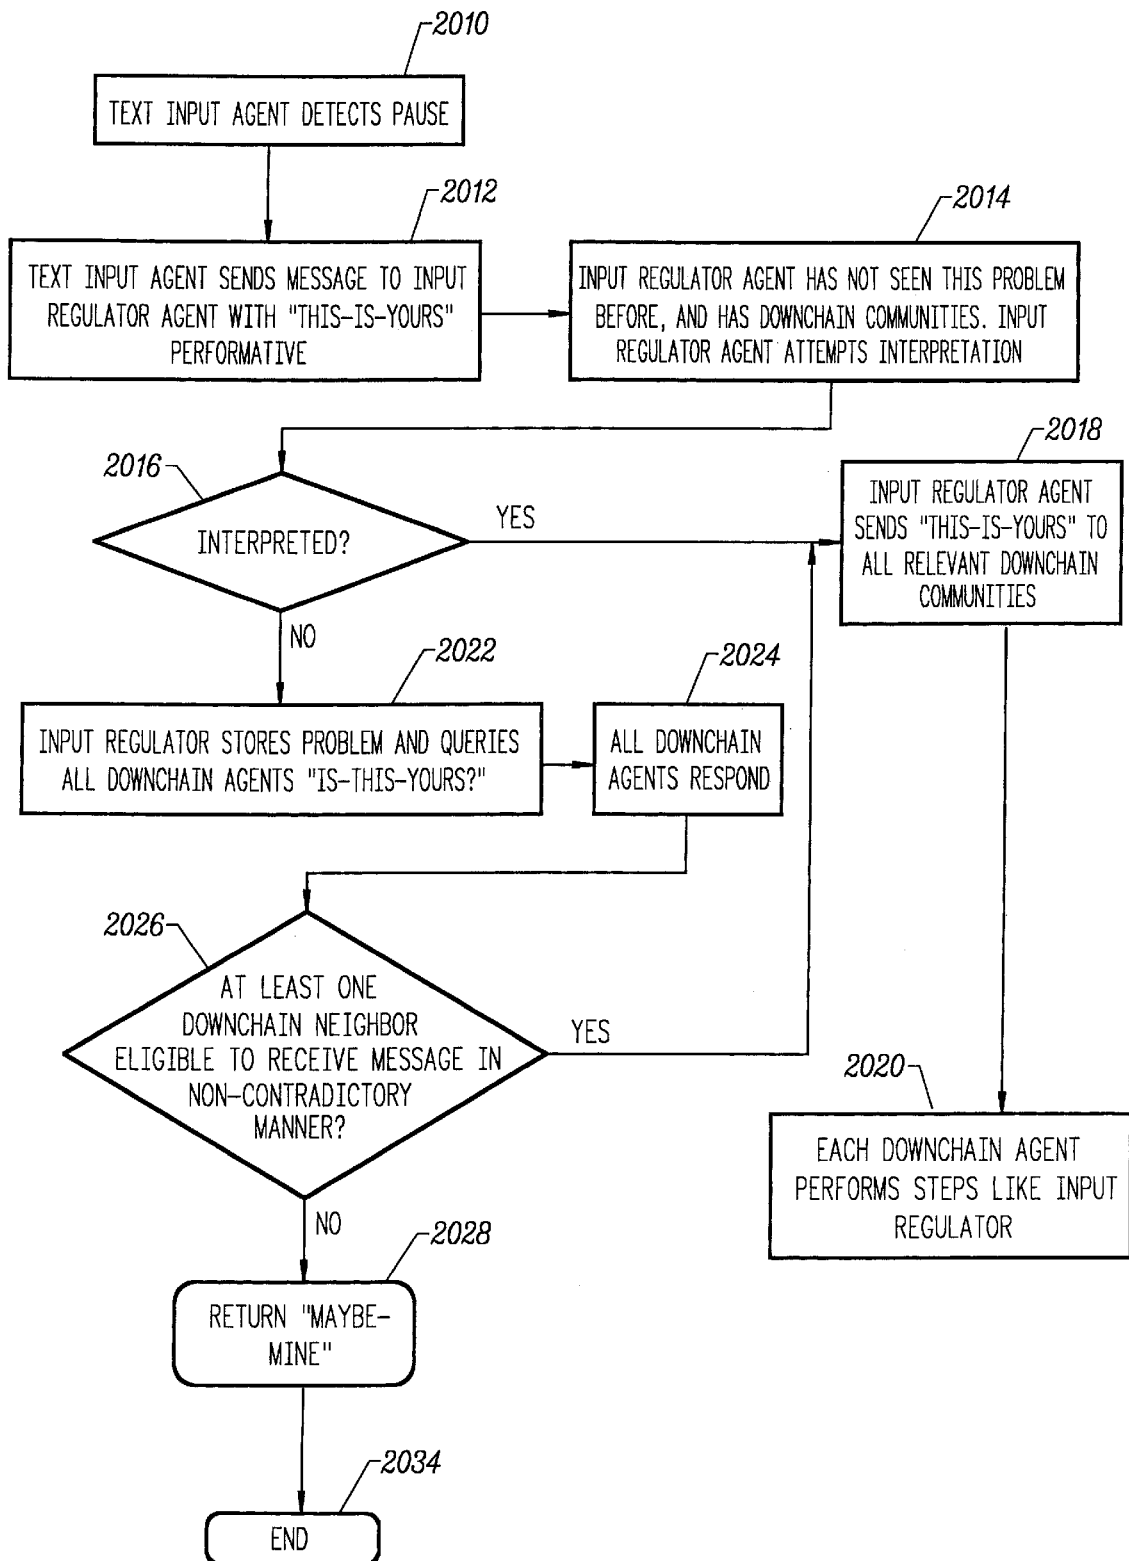 2010
TEXT INPUT AGENT DETECTS PAUSE
2012
TEXT INPUT AGENT SENDS MESSAGE TO INPUT
REGULATOR AGENT WITH "THIS-IS-YOURS"
PERFORMATIVE
2014
INPUT REGULATOR AGENT HAS NOT SEEN THIS PROBLEM
BEFORE, AND HAS DOWNCHAIN COMMUNITIES. INPUT
REGULATOR AGENT ATTEMPTS INTERPRETATION
2016
INTERPRETED?
YES
NO
2018
INPUT REGULATOR AGENT
SENDS "THIS-IS-YOURS" TO
ALL RELEVANT DOWNCHAIN
COMMUNITIES
2022
INPUT REGULATOR STORES PROBLEM AND QUERIES
ALL DOWNCHAIN AGENTS "IS-THIS-YOURS?"
2024
ALL DOWNCHAIN
AGENTS RESPOND
2026
AT LEAST ONE
DOWNCHAIN NEIGHBOR
ELIGIBLE TO RECEIVE MESSAGE IN
NON-CONTRADICTORY
MANNER?
YES
NO
2020
EACH DOWNCHAIN AGENT
PERFORMS STEPS LIKE INPUT
REGULATOR
2028
RETURN "MAYBE-
MINE"
2034
END